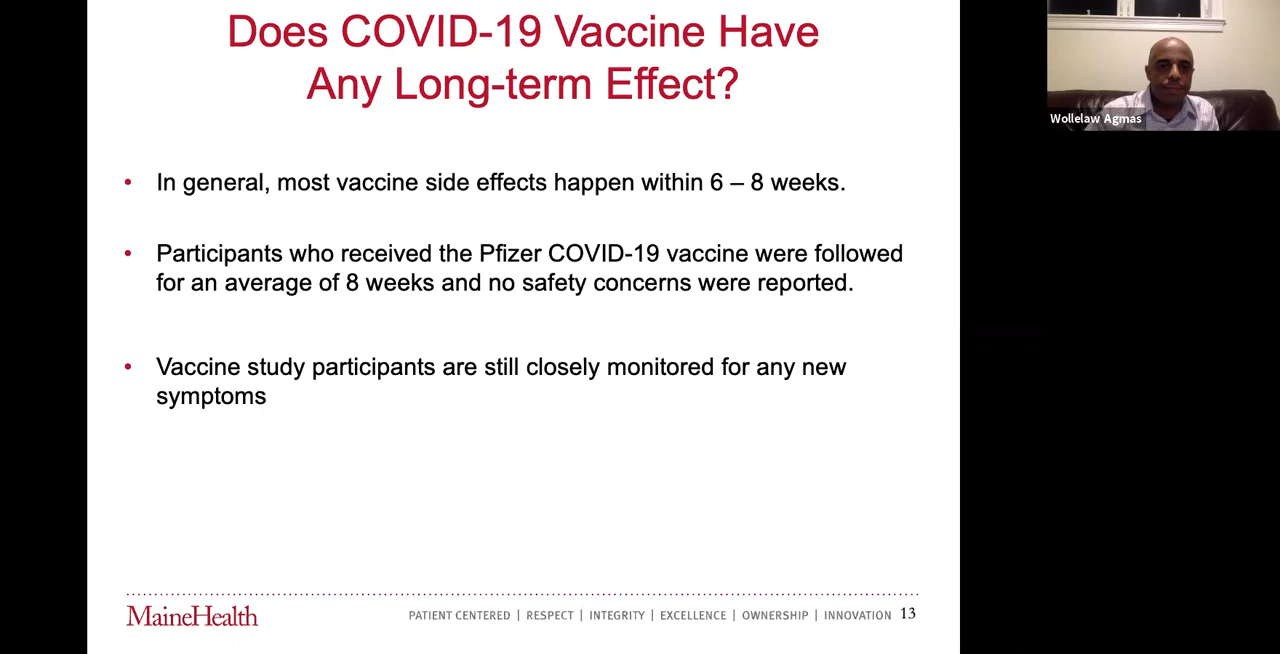 Does COVID-19 Vaccine Have
Any Long-term Effect?
Wollelaw Agmas
• In general, most vaccine side effects happen within 6 – 8 weeks.
• Participants who received the Pfizer COVID-19 vaccine were followed
for an average of 8 weeks and no safety concerns were reported.
• Vaccine study participants are still closely monitored for any new
symptoms
MaineHealth
PATIENT CENTERED | RESPECT | INTEGRITY | EXCELLENCE | OWNERSHIP | INNOVATION 13